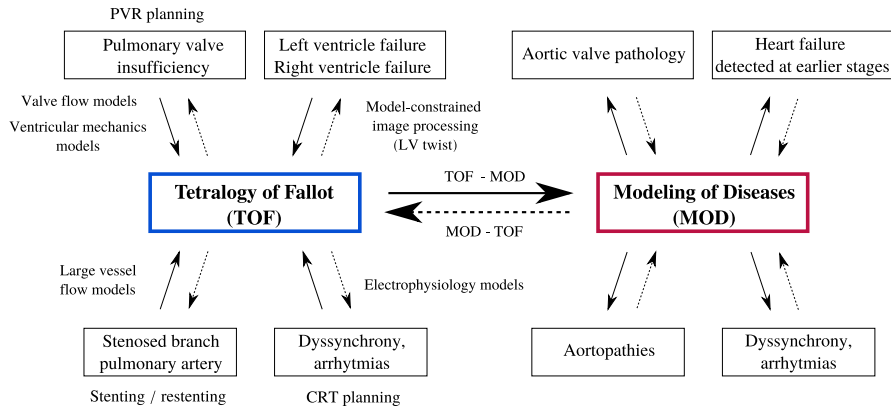 PVR planning
Pulmonary valve
insufficiency
Left ventricle failure
Right ventricle failure
Aortic valve pathology
Heart failure
detected at earlier stages
Valve flow models
Ventricular mechanics
models
Model-constrained
image processing
(LV twist)
Tetralogy of Fallot
(TOF)
TOF - MOD
MOD - TOF
Modeling of Diseases
(MOD)
Large vessel
flow models
Electrophysiology models
Stenosed branch
pulmonary artery
Dyssynchrony,
arrhytmias
Aortopathies
Dyssynchrony,
arrhytmias
Stenting / restenting
CRT planning